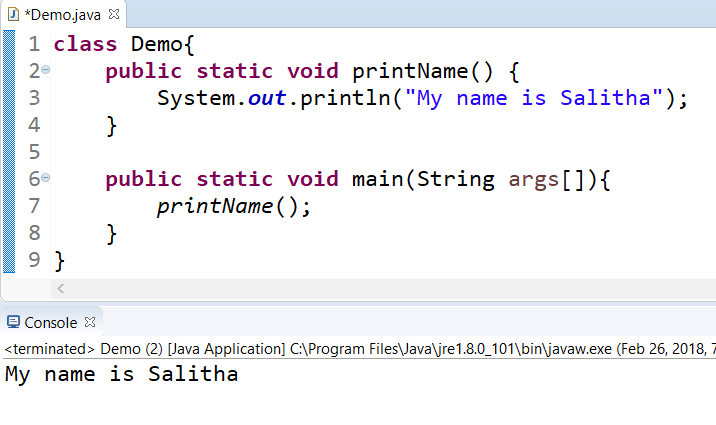 *Demo.java
1 class Demo{
2 public static void printName() {
3 System.out.println("My name is Salitha");
4 }
5
6 public static void main(String args[]){
7 printName();
8 }
9 }
Console
<terminated> Demo (2) [Java Application] C:\Program Files\Java\jre1.8.0_101\bin\javaw.exe (Feb 26, 2018, 7
My name is Salitha